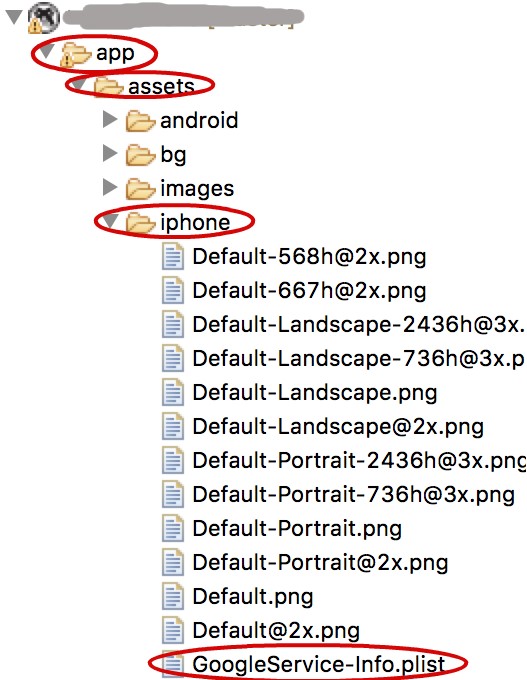 app
assets
android
bg
images
iphone
Default-568h@2x.png
Default-667h@2x.png
Default-Landscape-2436h@3x.
Default-Landscape-736h@3x.p
Default-Landscape.png
Default-Landscape@2x.png
Default-Portrait-2436h@3x.png
Default-Portrait-736h@3x.png
Default-Portrait.png
Default-Portrait@2x.png
Default.png
Default@2x.png
GoogleService-Info.plist